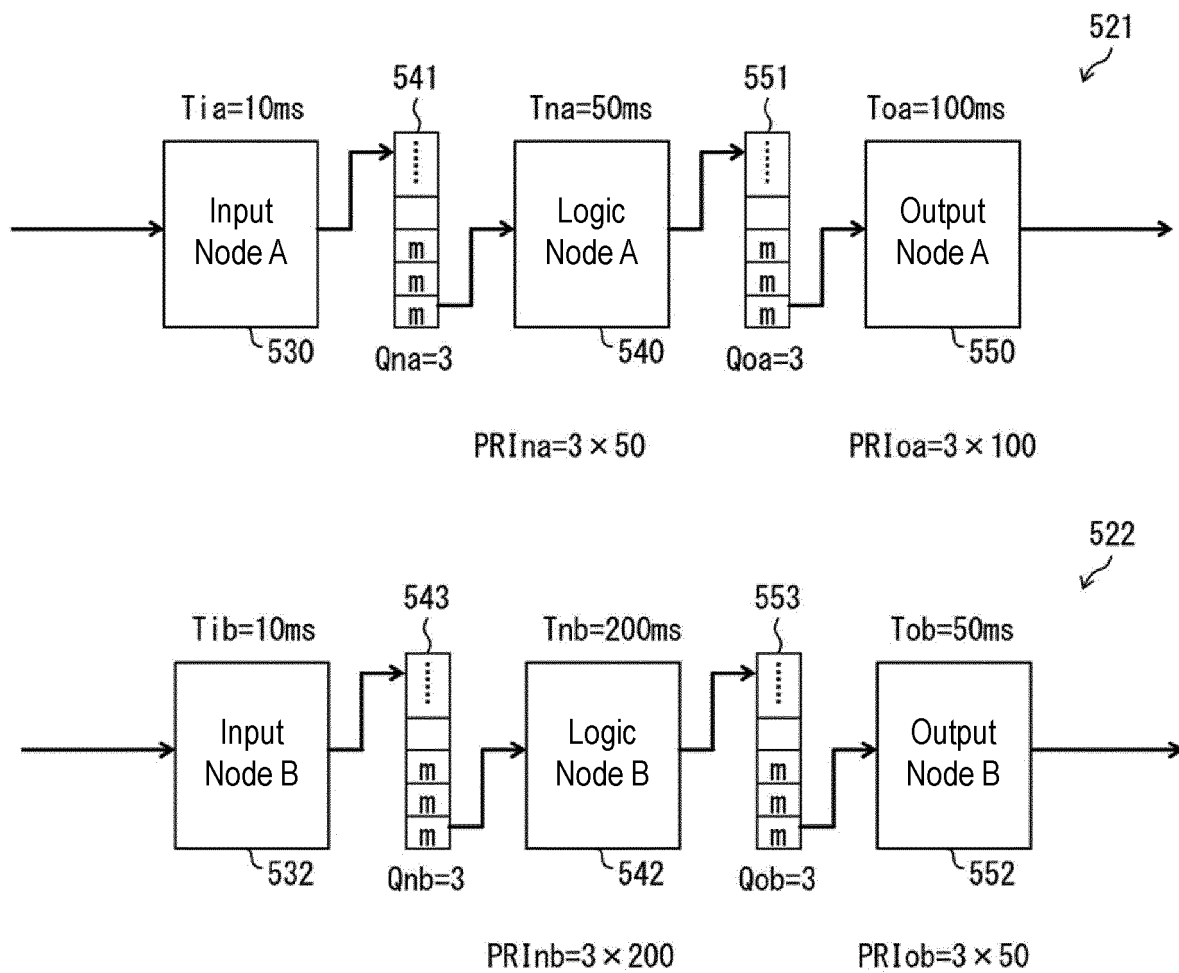 521
541
551
Tia=10ms
Tna=50ms
Toa=100ms
Input
Node A
Logic
Node A
Output
Node A
m
m
m
m
m
m
530
Qna=3
540
Qoa=3
550
PRIna=3×50
PRIoa=3×100
522
543
553
Tib=10ms
Tnb=200ms
Tob=50ms
Input
Node B
Logic
Node B
Output
Node B
m
m
m
m
m
m
532
Qnb=3
542
Qob=3
552
PRInb=3×200
PRIob=3×50